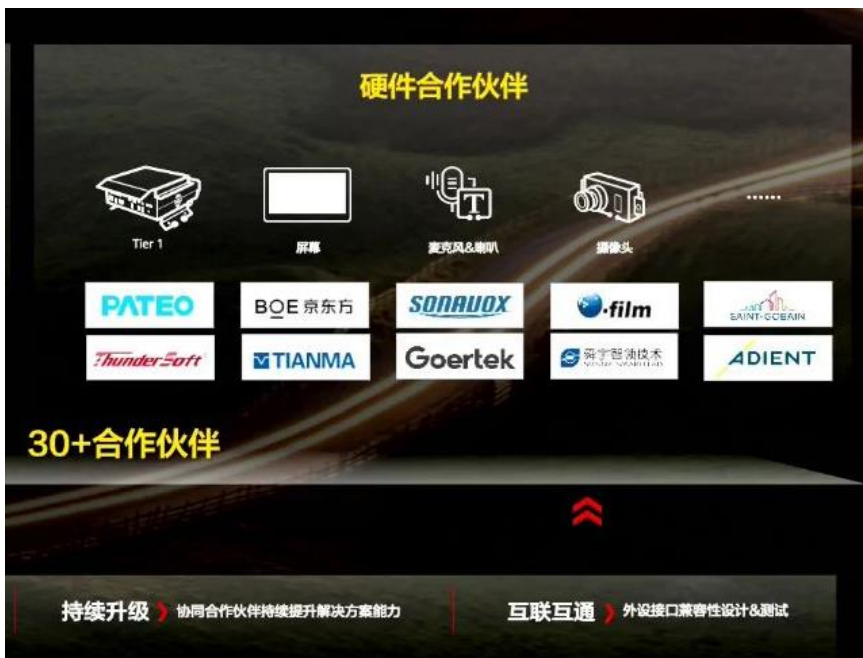 硬件合作伙伴
T
Tier 1
屏幕
麦克风&喇叭
摄像头
......
PATEO
BOE 京东方
SONAVOX
.film
SAINT-GOBAIN
ThunderSoft
TIANMA
Goertek
舜宇智领技术
SUNNY SMARTLEAD
ADIENT
30+合作伙伴
持续升级
协同合作伙伴持续提升解决方案能力
互联互通
外设接口兼容性设计&测试